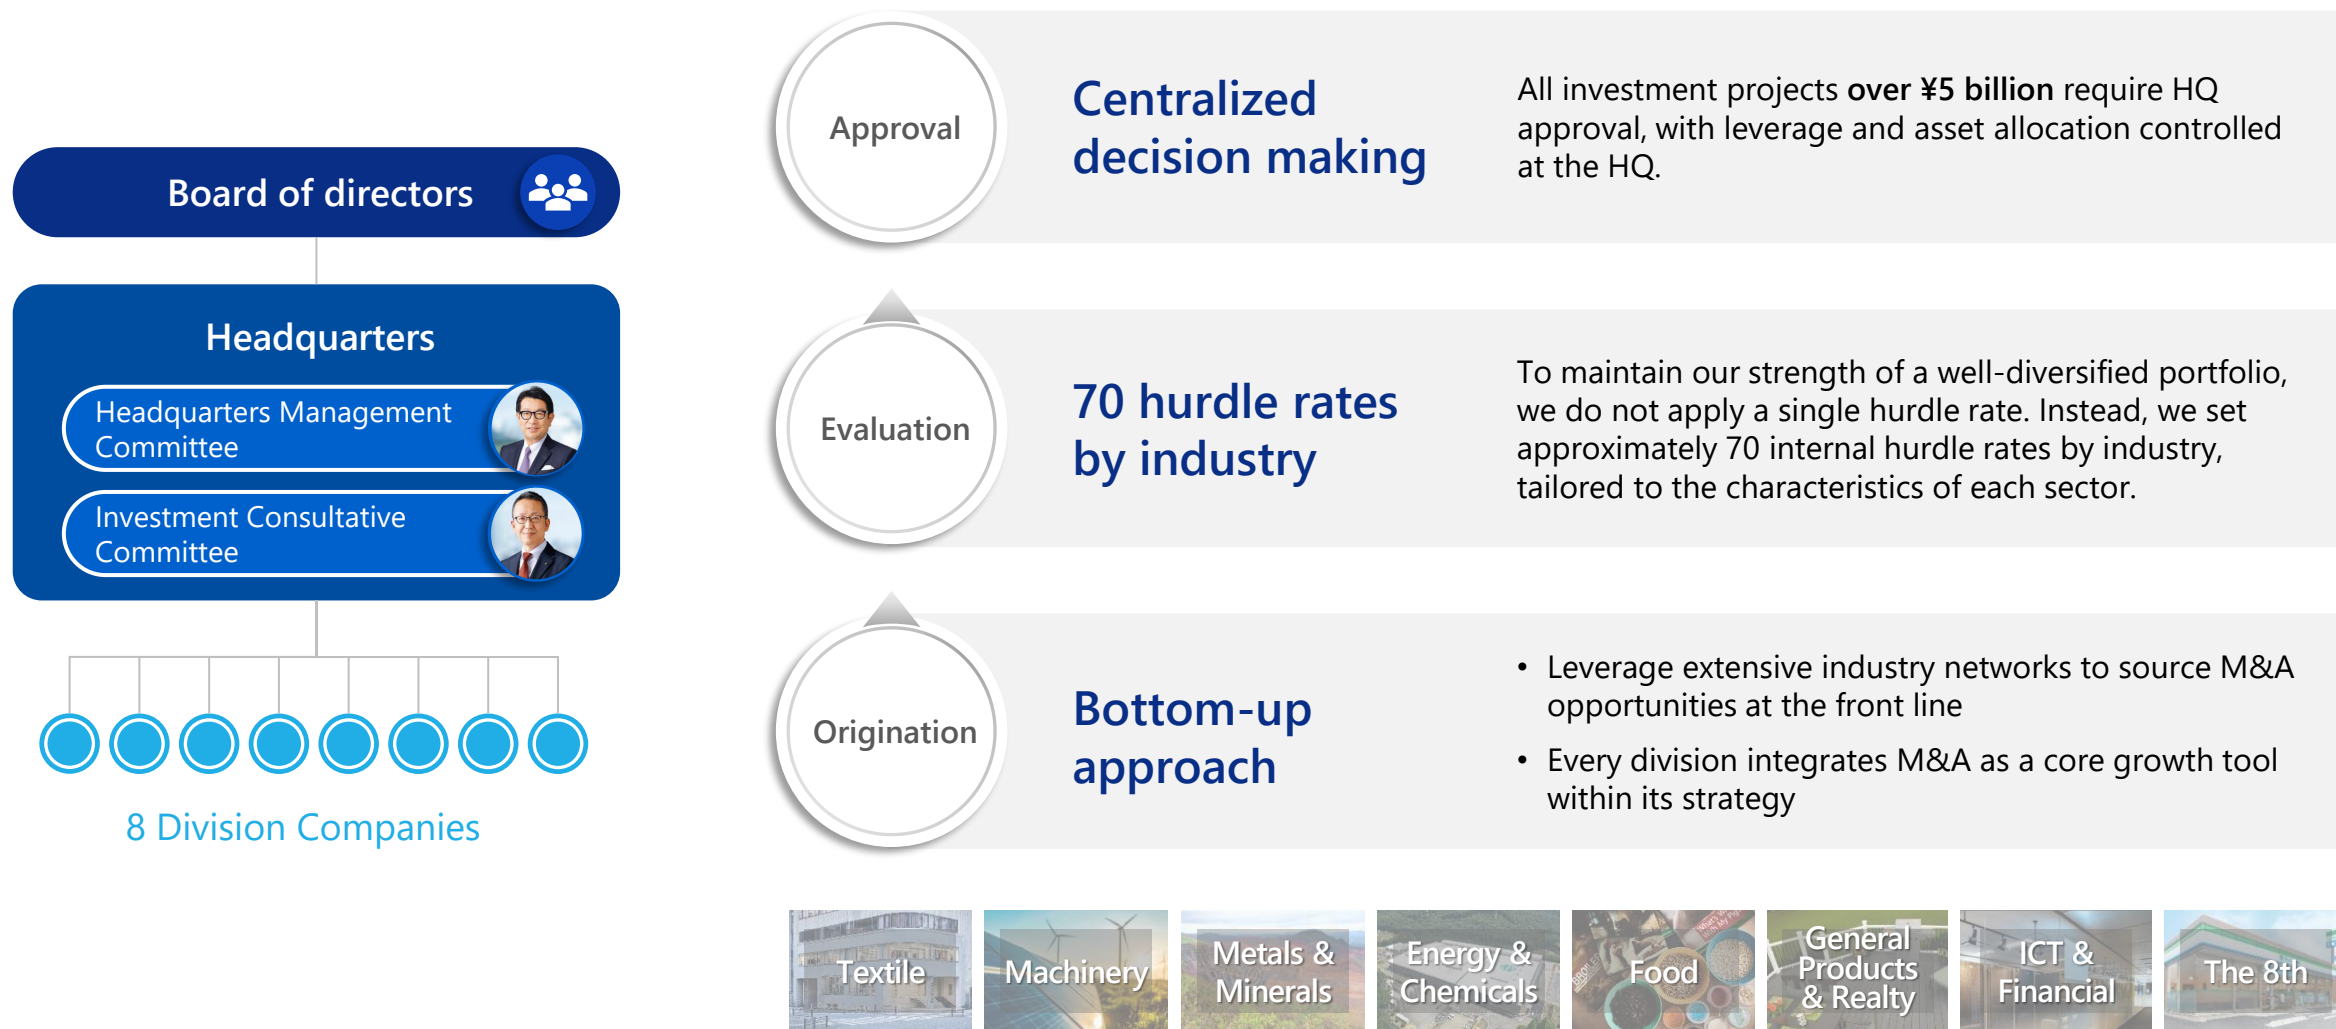 Board of directors
Headquarters
Headquarters Management
Committee
Investment Consultative
Committee
8 Division Companies
Approval
Centralized
decision making
All investment projects over ¥5 billion require HQ
approval, with leverage and asset allocation controlled
at the HQ.
Evaluation
70 hurdle rates
by industry
To maintain our strength of a well-diversified portfolio,
we do not apply a single hurdle rate. Instead, we set
approximately 70 internal hurdle rates by industry,
tailored to the characteristics of each sector.
Origination
Bottom-up
approach
• Leverage extensive industry networks to source M&A
opportunities at the front line
• Every division integrates M&A as a core growth tool
within its strategy
Textile
Machinery
Metals &
Minerals
Energy &
Chemicals
Food
General
Products
& Realty
ICT &
Financial
The 8th